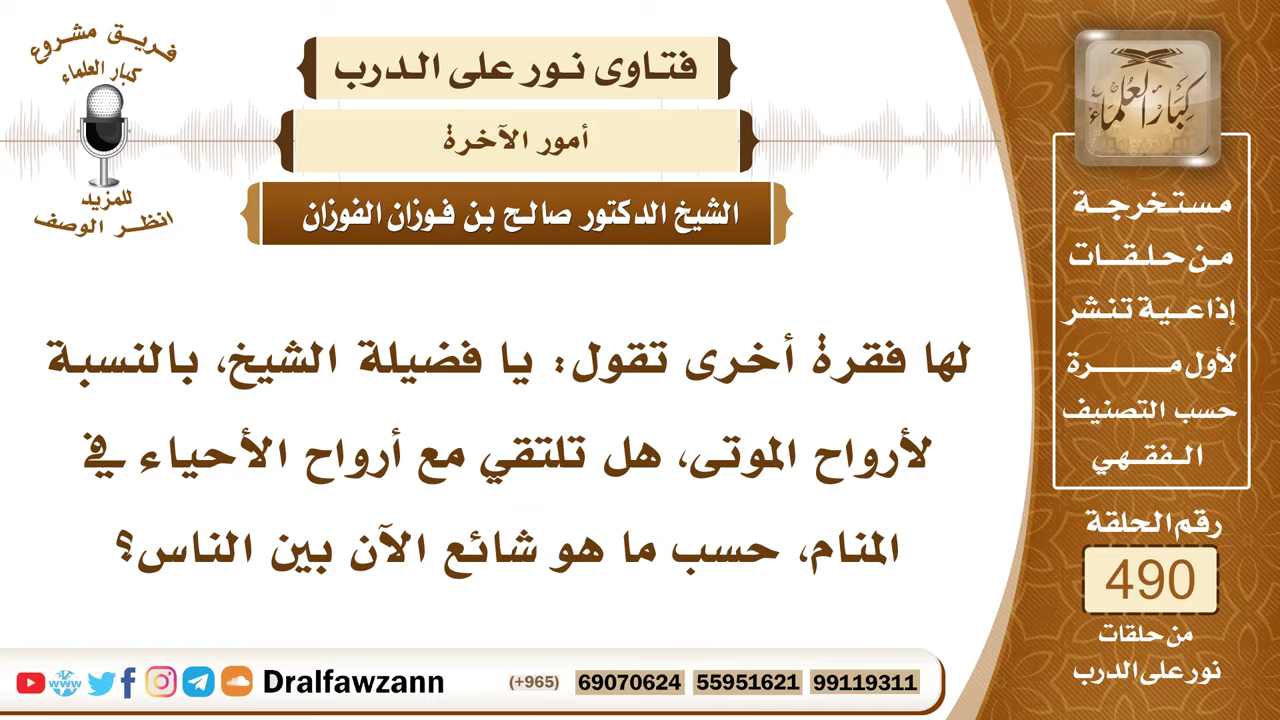 فريق مشروع
كبار العلماء
للمزيد
انظر الوصف
فتاوى نور على الدرب
أمور الآخرة
الشيخ الدكتور صالح بن فوزان الفوزان
لها فقرة أخرى تقول: يا فضيلة الشيخ، بالنسبة
لأرواح الموتى، هل تلتقي مع أرواح الأحياء في
المنام، حسب ما هو شائع الآن بين الناس؟
كبار العلماء
مستخرجة
من حلقات
إذاعية تنشر
لأول مرة
حسب التصنيف
الفقهي
رقم الحلقة
490
من حلقات
نور على الدرب
www
Dralfawzann
(+965) 69070624 55951621 99119311